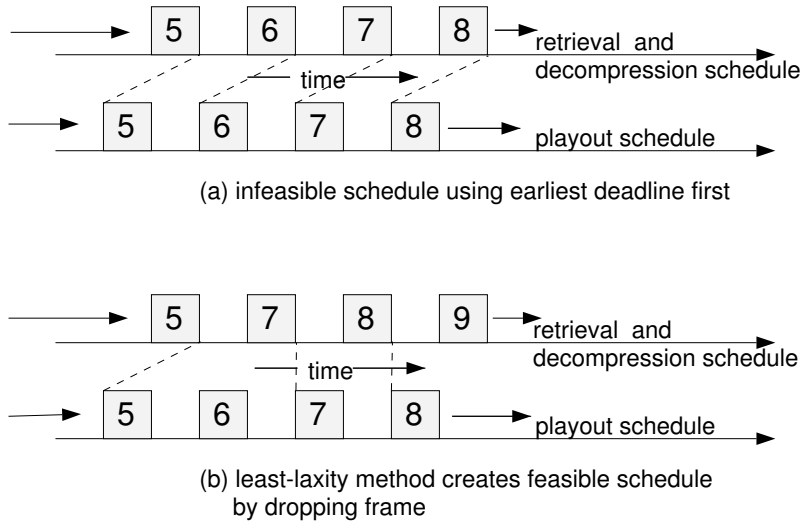 5 6 7 8
retrieval and
decompression schedule
time
5 6 7 8
playout schedule
(a) infeasible schedule using earliest deadline first
5 7 8 9
retrieval and
decompression schedule
time
5 6 7 8
playout schedule
(b) least-laxity method creates feasible schedule
by dropping frame